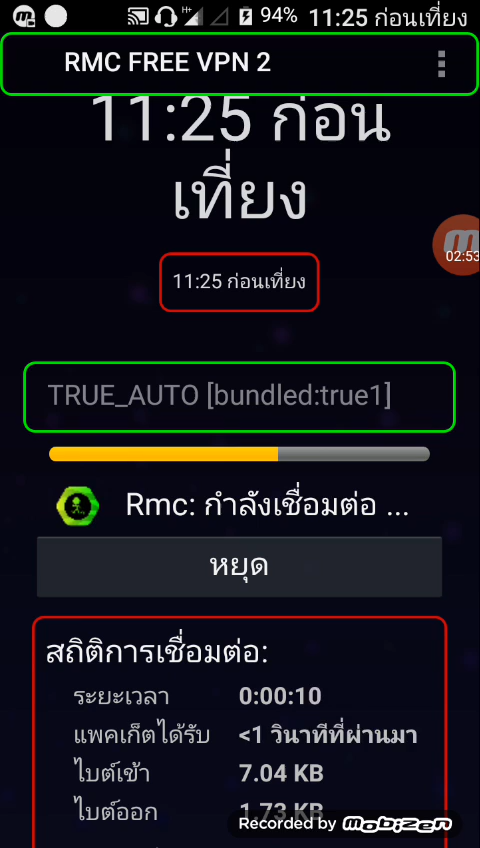 94% 11:25 ก่อนเที่ยง
RMC FREE VPN 2
11:25 ก่อน
เที่ยง
02:53
11:25 ก่อนเที่ยง
TRUE_AUTO [bundled:true1]
Rmc: กำลังเชื่อมต่อ ...
หยุด
สถิติการเชื่อมต่อ:
ระยะเวลา 0:00:10
แพคเก็ตได้รับ <1 วินาทีที่ผ่านมา
ไบต์เข้า 7.04 KB
ไบต์ออก 1.73 KB
Recorded by Mobizen